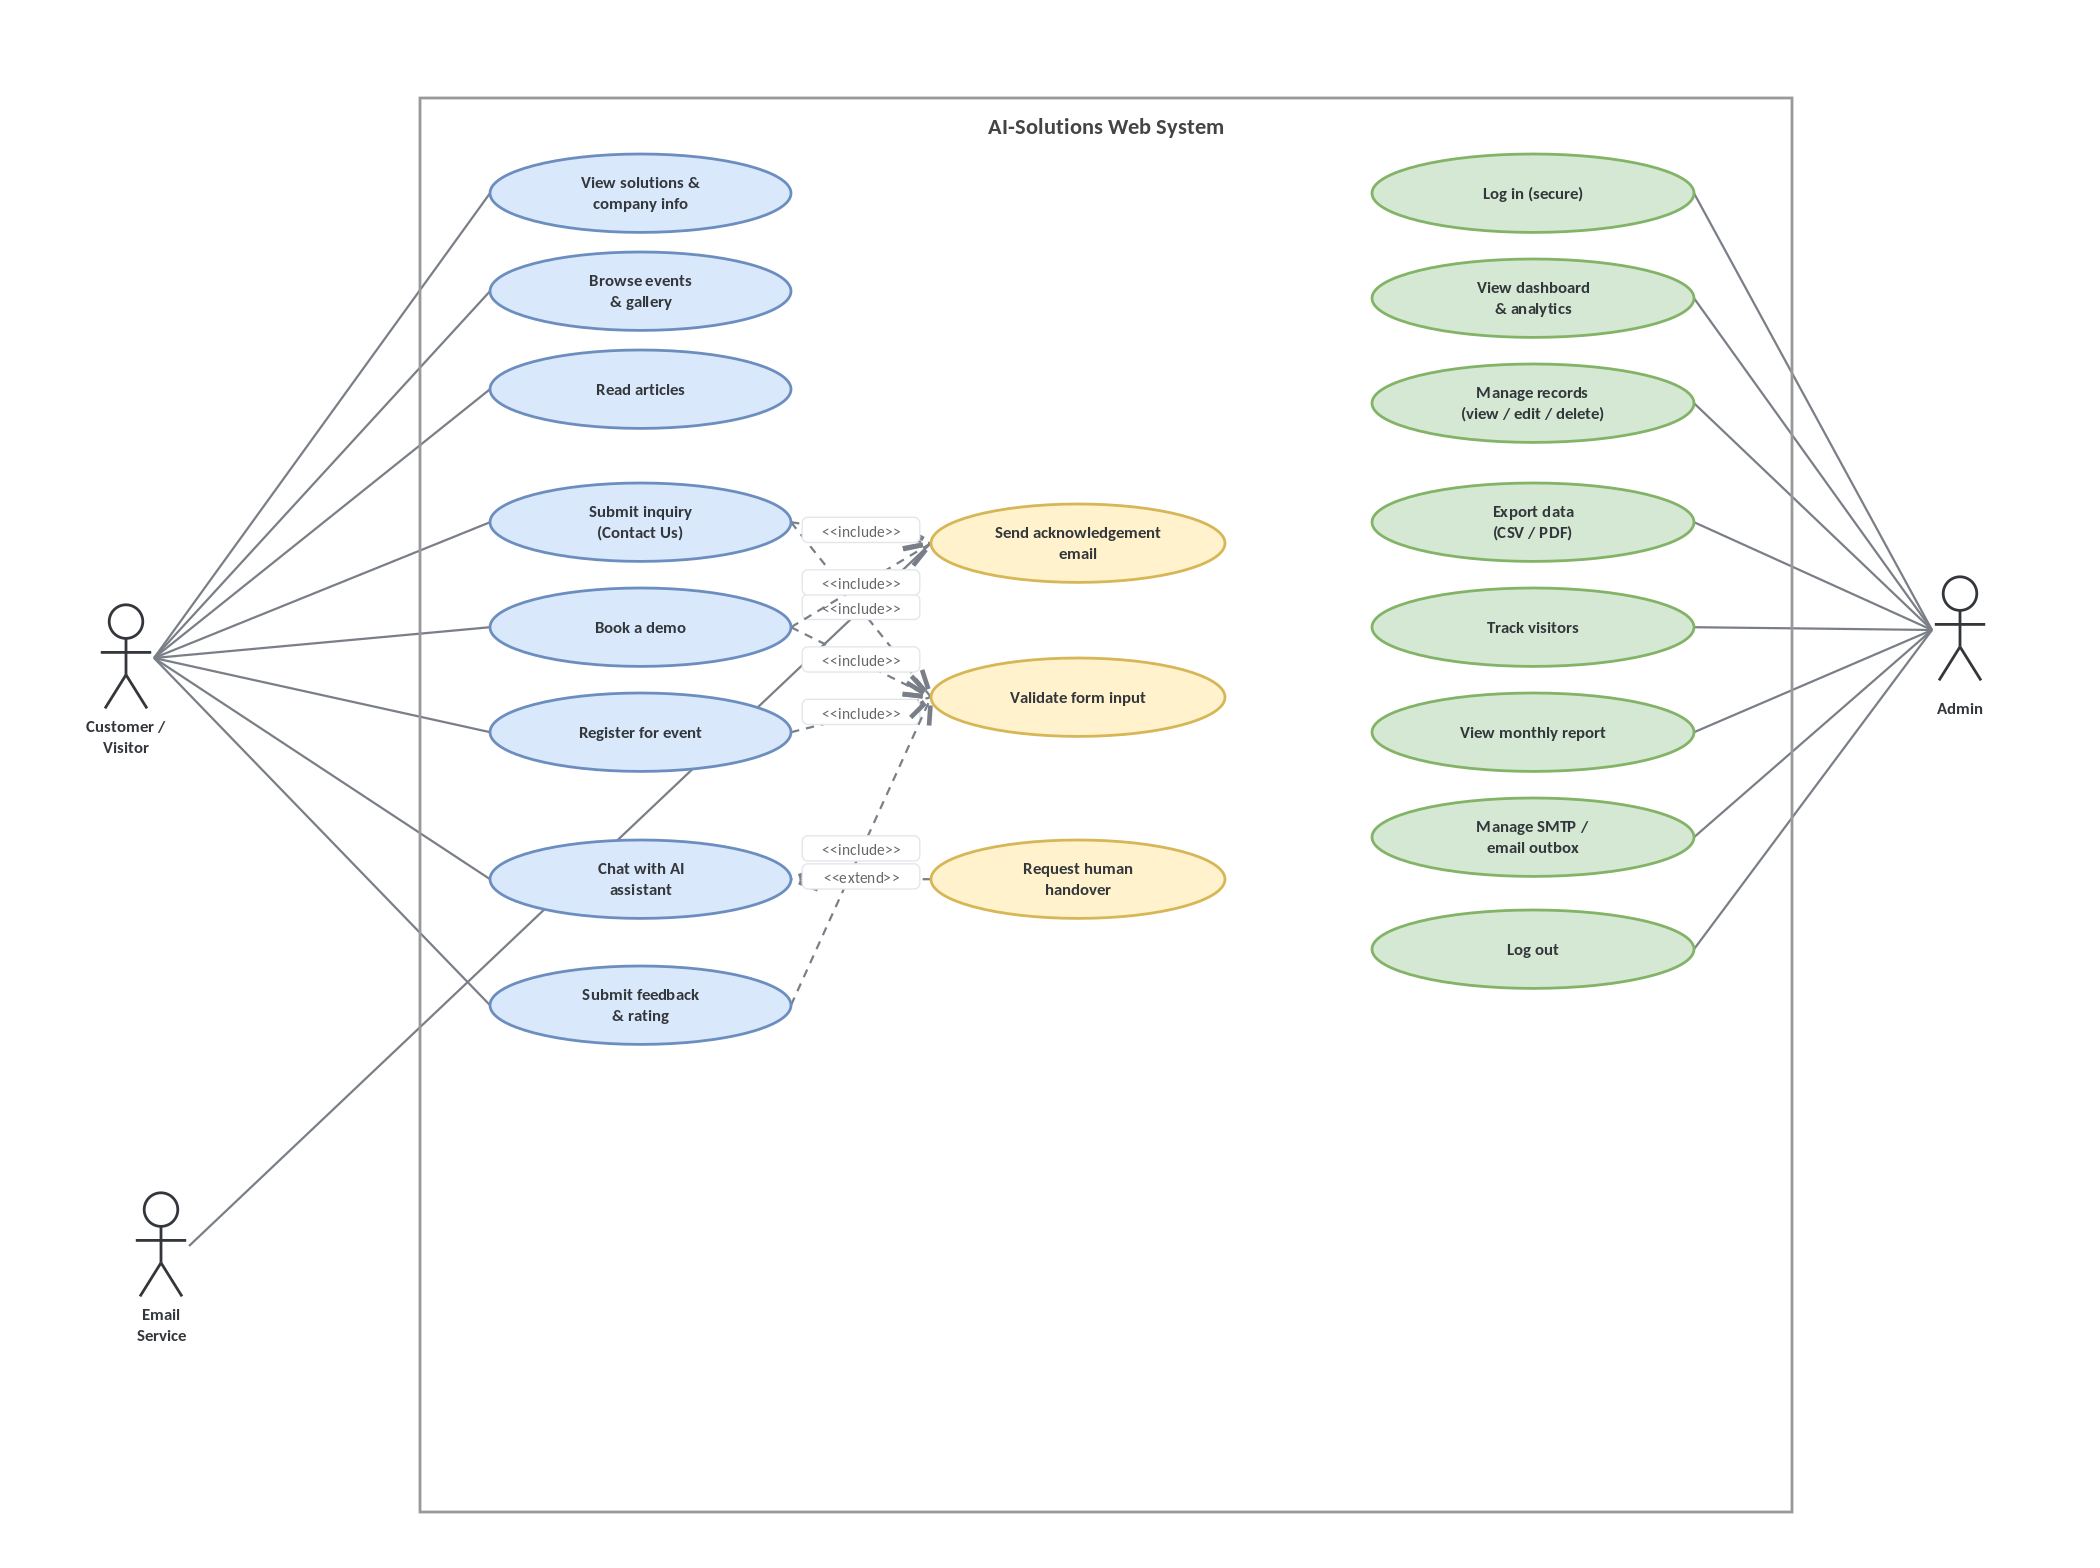 AI-Solutions Web System
View solutions &
company info
Browse events
& gallery
Read articles
Submit inquiry
(Contact Us)
Book a demo
Register for event
Chat with AI
assistant
Submit feedback
& rating
<<include>>
<<include>>
<<include>>
<<include>>
<<include>>
<<include>>
<<extend>>
Send acknowledgement
email
Validate form input
Request human
handover
Log in (secure)
View dashboard
& analytics
Manage records
(view / edit / delete)
Export data
(CSV / PDF)
Track visitors
View monthly report
Manage SMTP /
email outbox
Log out
Customer /
Visitor
Admin
Email
Service